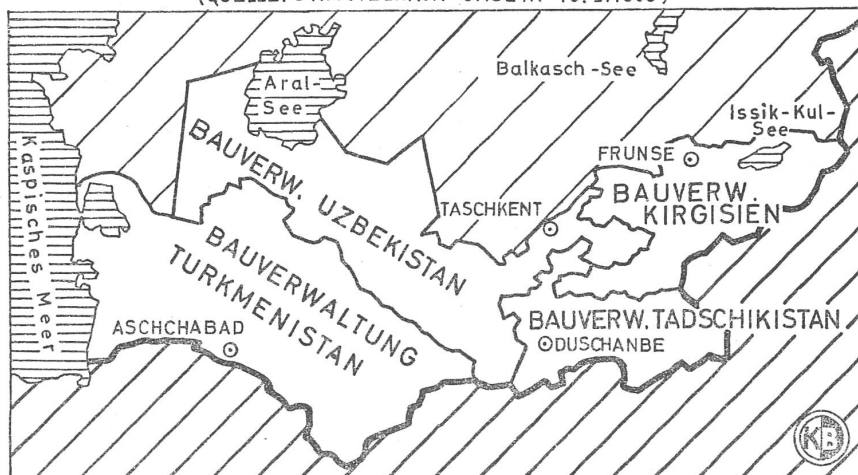 Aral-
See
Balkasch-See
Issik-Kul-
See
Kaspisches Meer
FRUNSE
BAUVERW. UZBEKISTAN
TASCHKENT
BAUVERW.
KIRGISIEN
BAUVERWALTUNG
TURKMENISTAN
BAUVERW. TADSCHIKISTAN
ASCHCHABAD
DUSCHANBE
KB